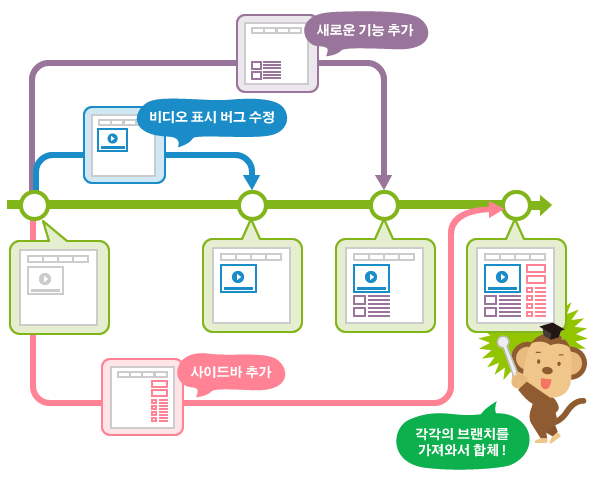 새로운 기능 추가
비디오 표시 버그 수정
사이드바 추가
각각의 브랜치를
가져와서 합체 !